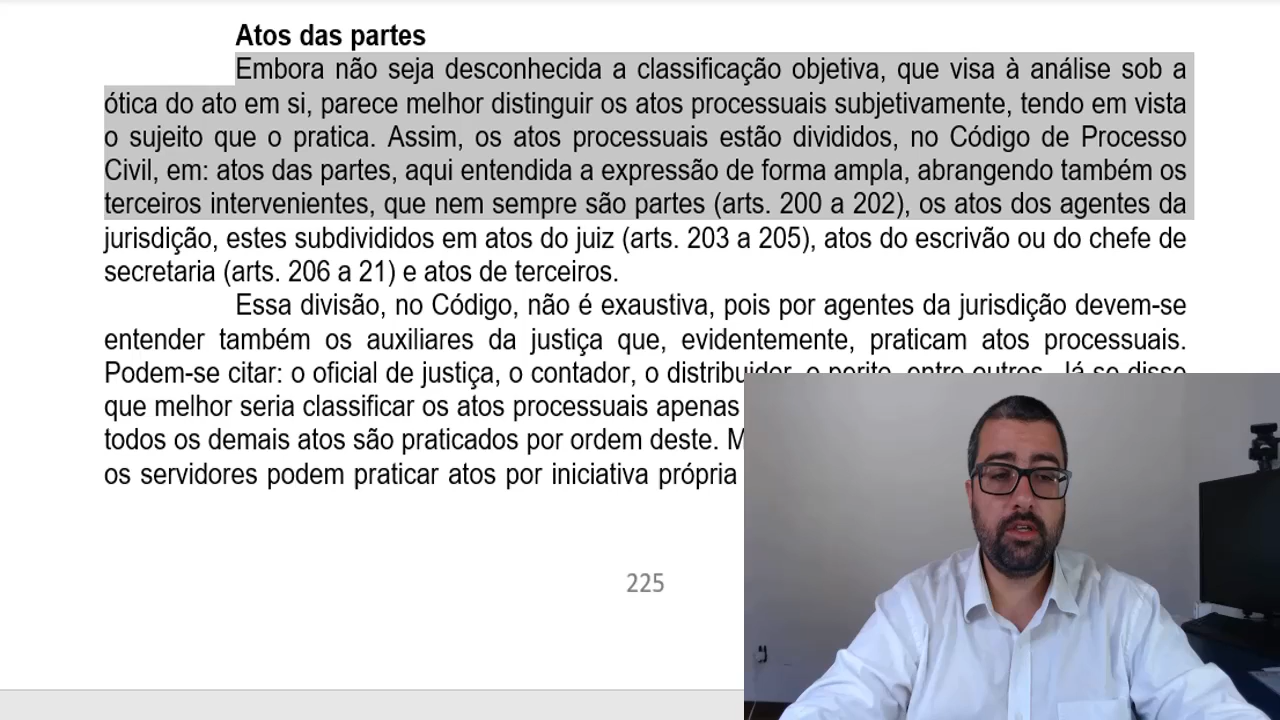 Atos das partes
Embora não seja desconhecida a classificação objetiva, que visa à análise sob a
ótica do ato em si, parece melhor distinguir os atos processuais subjetivamente, tendo em vista
o sujeito que o pratica. Assim, os atos processuais estão divididos, no Código de Processo
Civil, em: atos das partes, aqui entendida a expressão de forma ampla, abrangendo também os
terceiros intervenientes, que nem sempre são partes (arts. 200 a 202), os atos dos agentes da
jurisdição, estes subdivididos em atos do juiz (arts. 203 a 205), atos do escrivão ou do chefe de
secretaria (arts. 206 a 21) e atos de terceiros.
Essa divisão, no Código, não é exaustiva, pois por agentes da jurisdição devem-se
entender também os auxiliares da justiça que, evidentemente, praticam atos processuais.
Podem-se citar: o oficial de justiça, o contador, o distribuidor, o perito, entre outros. Já se disse
que melhor seria classificar os atos processuais apenas
todos os demais atos são praticados por ordem deste.
os servidores podem praticar atos por iniciativa própria
225